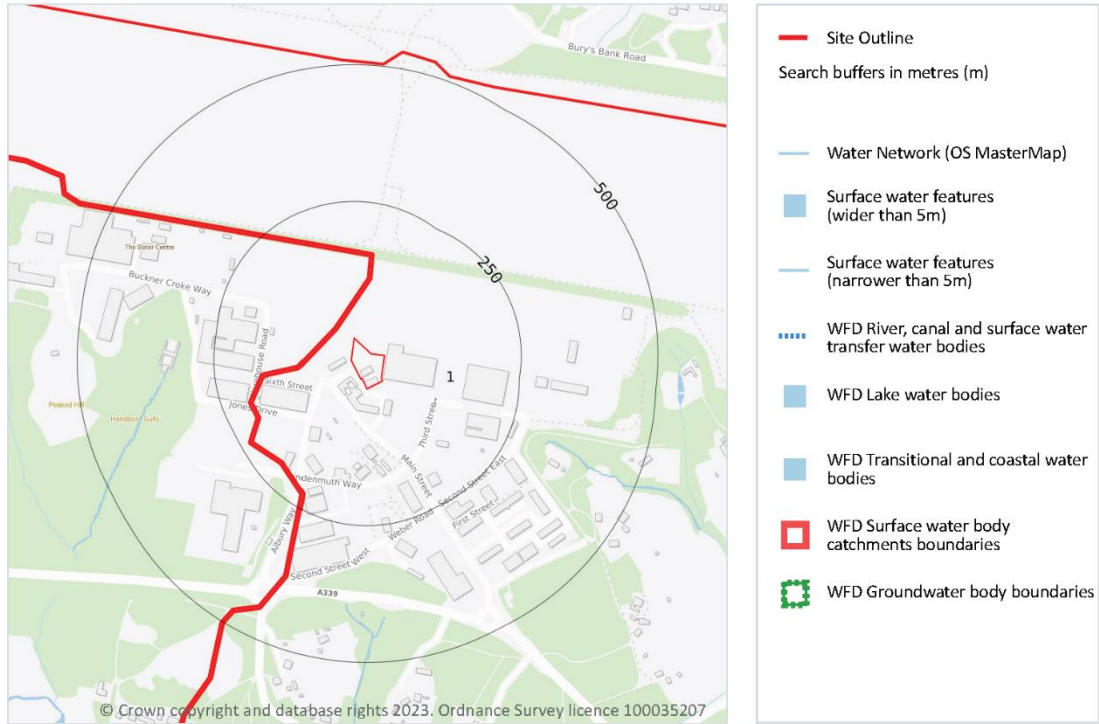 Bury's Bank Road
500
250
The Slater Centre
Buckner Croke Way
Sixth Street
Jones Drive
1
Third Street
Peaked Hill
Handpost Gully
Main Street
Second Street East
Weber Road
First Street
Albury Way
Second Street West
A339
© Crown copyright and database rights 2023. Ordnance Survey licence 100035207
Site Outline
Search buffers in metres (m)
Water Network (OS MasterMap)
Surface water features
(wider than 5m)
Surface water features
(narrower than 5m)
WFD River, canal and surface water
transfer water bodies
WFD Lake water bodies
WFD Transitional and coastal water
bodies
WFD Surface water body
catchments boundaries
WFD Groundwater body boundaries